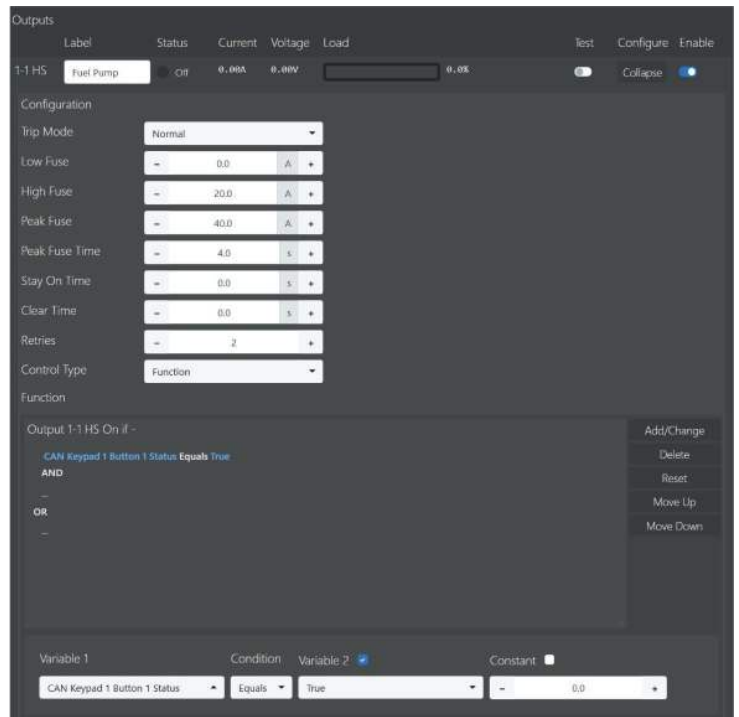 Outputs
Label Status Current Voltage Load Test Configure Enable
1-1 HS Fuel Pump Off 0.00A 0.00V 0.0% Collapse
Configuration
Trip Mode Normal
Low Fuse - 0.0 A +
High Fuse - 20.0 A +
Peak Fuse - 40.0 A +
Peak Fuse Time - 4.0 s +
Stay On Time - 0.0 s +
Clear Time - 0.0 s +
Retries - 2 +
Control Type Function
Function
Output 1-1 HS On if - Add/Change
CAN Keypad 1 Button 1 Status Equals True Delete
AND Reset
_ Move Up
OR Move Down
_
Variable 1 Condition Variable 2 Constant
CAN Keypad 1 Button 1 Status Equals True - 0.0 +